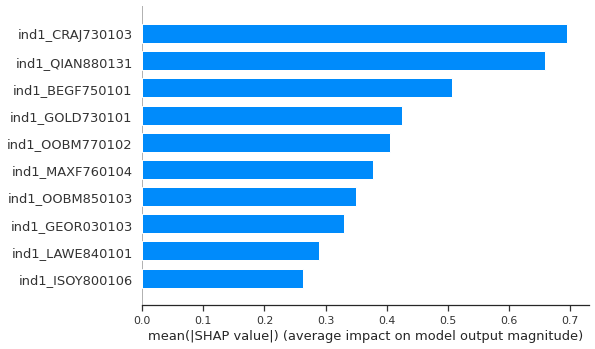 ind1_CRAJ730103
ind1_QIAN880131
ind1_BEGF750101
ind1_GOLD730101
ind1_OOBM770102
ind1_MAXF760104
ind1_OOBM850103
ind1_GEOR030103
ind1_LAWE840101
ind1_ISOY800106
0.0 0.1 0.2 0.3 0.4 0.5 0.6 0.7
mean(|SHAP value|) (average impact on model output magnitude)